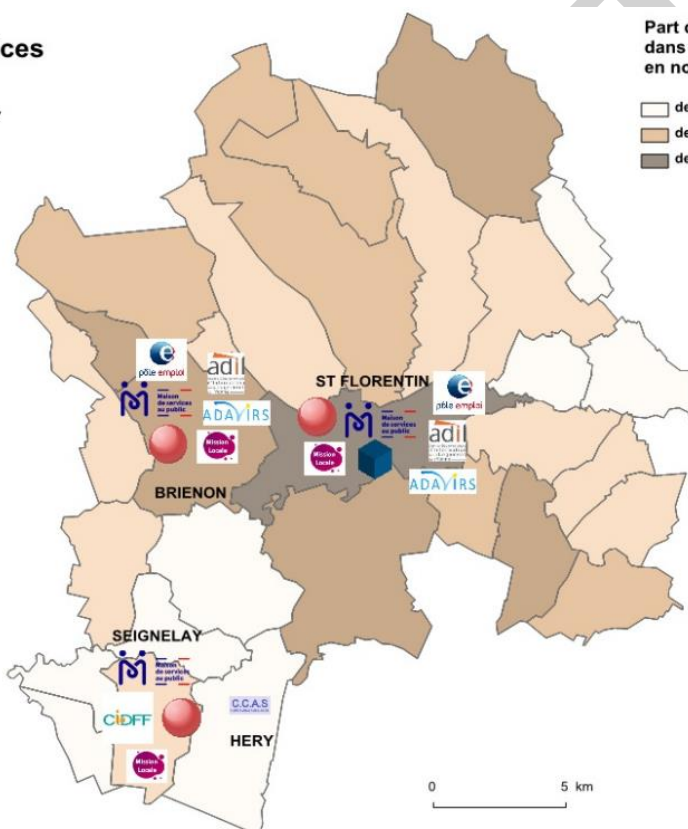 ces
Part d
dans
en no
de
de
de
pôle emploi
adil
Maison
de services
au public
ADAVIRS
Mission
Locale
BRIENON
ST FLORENTIN
pôle emploi
Maison
de services
au public
adil
Mission
Locale
ADAVIRS
SEIGNELAY
Maison
de services
au public
CIDFF
C.C.A.S
HERY
Mission
Locale
0 5 km